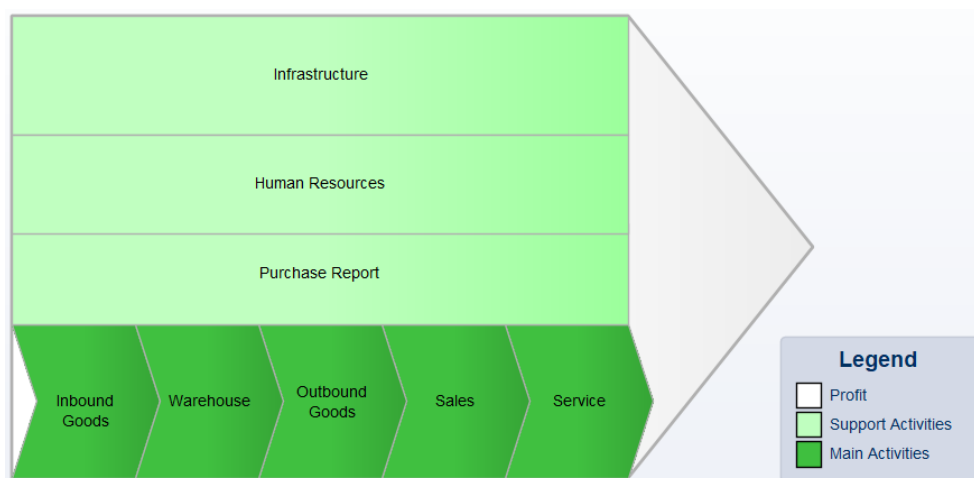 Infrastructure
Human Resources
Purchase Report
Inbound
Goods
Warehouse
Outbound
Goods
Sales
Service
Legend
Profit
Support Activities
Main Activities